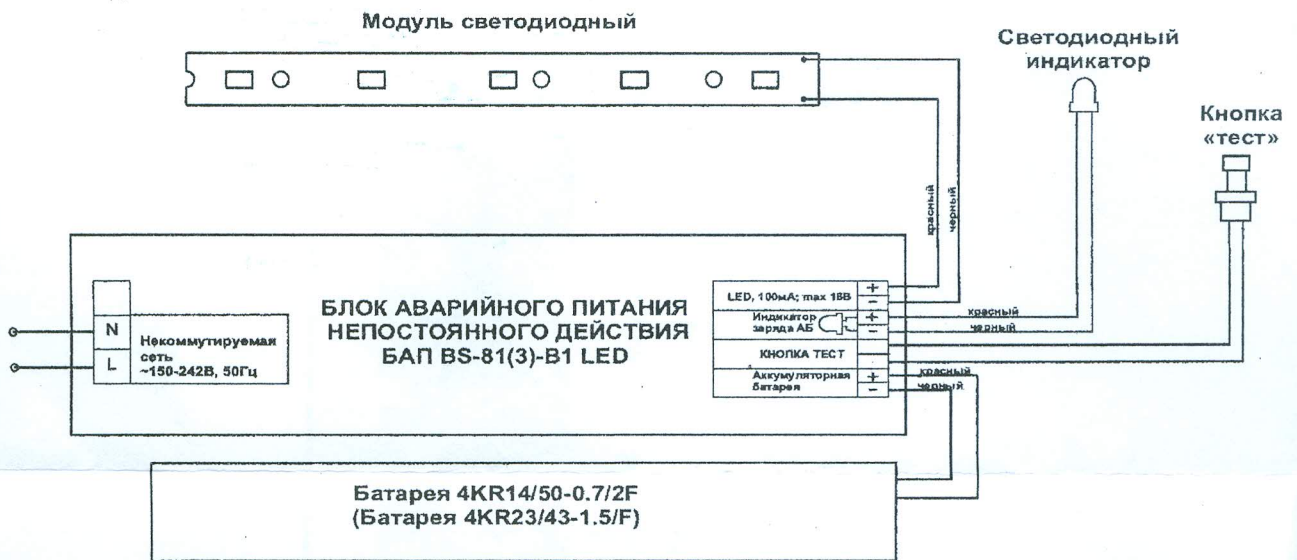 Модуль светодиодный
Светодиодный
индикатор
Кнопка
«тест»
красный
черный
БЛОК АВАРИЙНОГО ПИТАНИЯ
НЕПОСТОЯННОГО ДЕЙСТВИЯ
БАП BS-81(3)-B1 LED
N
L
Некоммутируемая
сеть
~150-242В, 50Гц
LED, 100мА; max 18В
+
−
Индикатор
заряда АБ
+
−
красный
черный
КНОПКА ТЕСТ
Аккумуляторная
батарея
+
−
красный
черный
Батарея 4KR14/50-0.7/2F
(Батарея 4KR23/43-1.5/F)